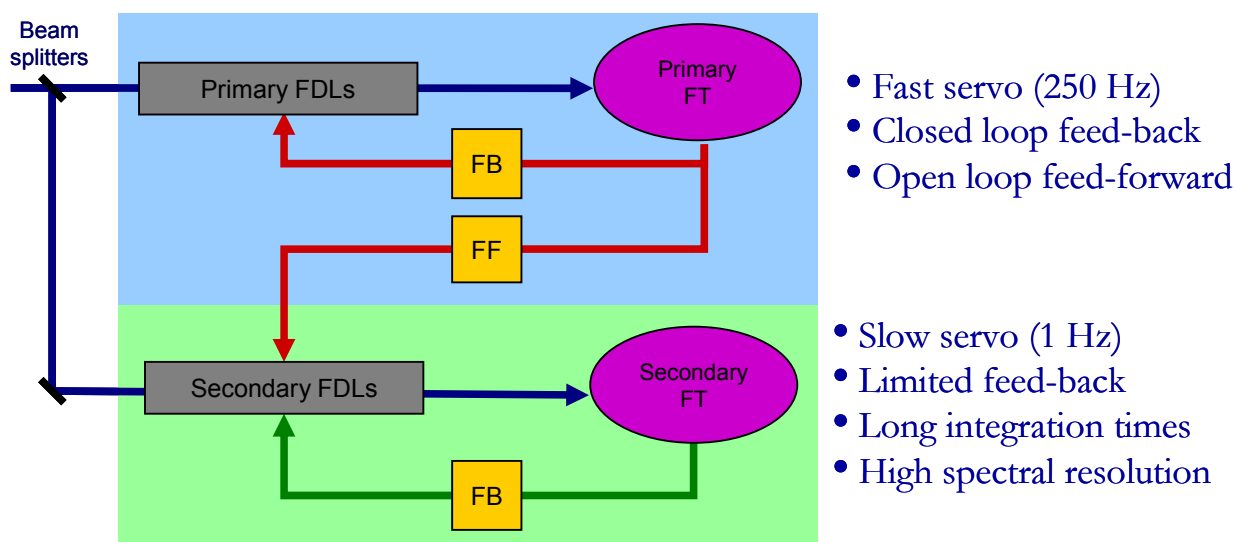 Beam
splitters
Primary FDLs
Primary
FT
• Fast servo (250 Hz)
• Closed loop feed-back
• Open loop feed-forward
FB
FF
Secondary FDLs
Secondary
FT
• Slow servo (1 Hz)
• Limited feed-back
• Long integration times
• High spectral resolution
FB